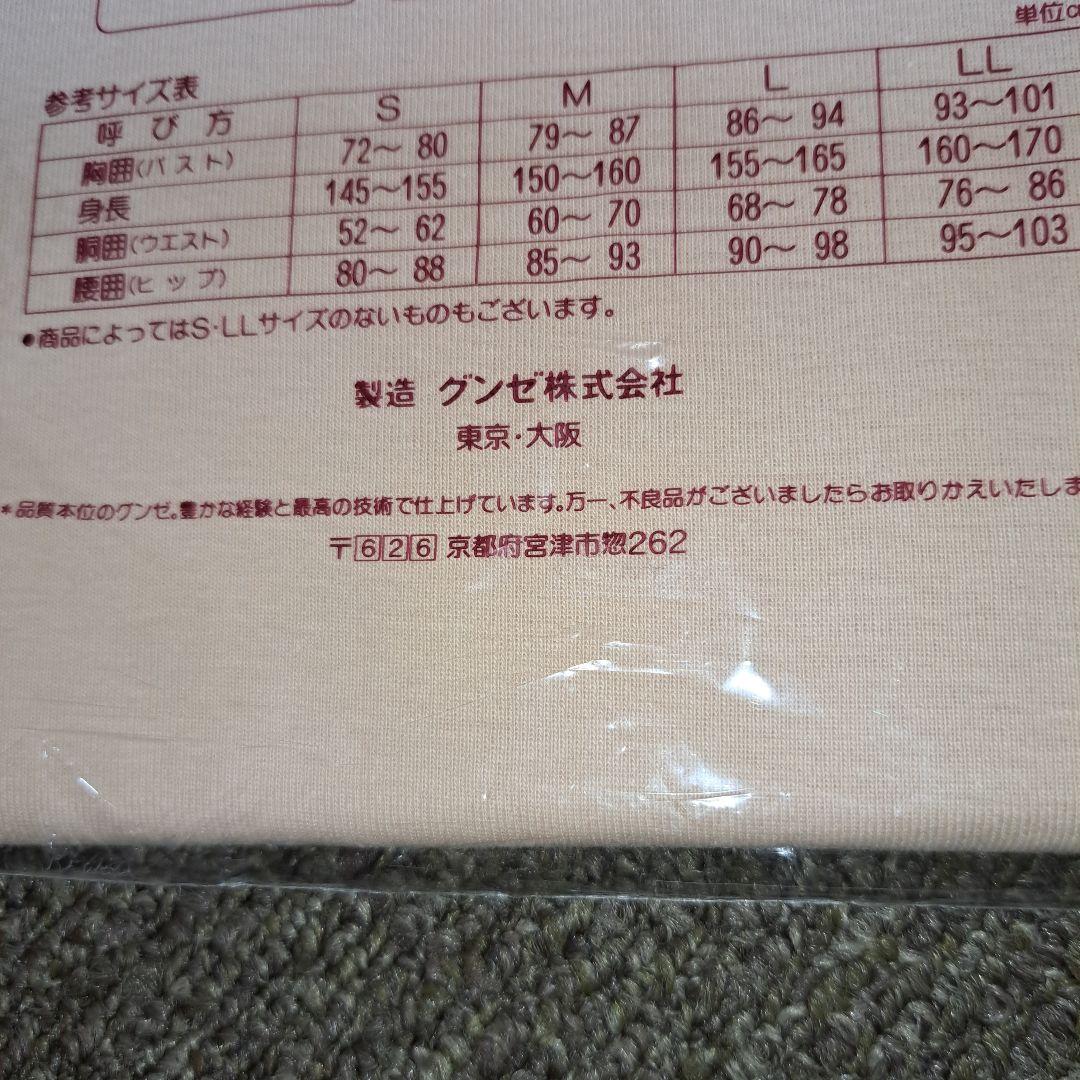 単位c
参考サイズ表
呼び方 S M L LL
胸囲(バスト) 72～80 79～87 86～94 93～101
身長 145～155 150～160 155～165 160～170
胴囲(ウエスト) 52～62 60～70 68～78 76～86
腰囲(ヒップ) 80～88 85～93 90～98 95～103
●商品によってはS・LLサイズのないものもございます。
製造 グンゼ株式会社
東京・大阪
*品質本位のグンゼ。豊かな経験と最高の技術で仕上げています。万一、不良品がございましたらお取りかえいたしま
〒626 京都府宮津市惣262